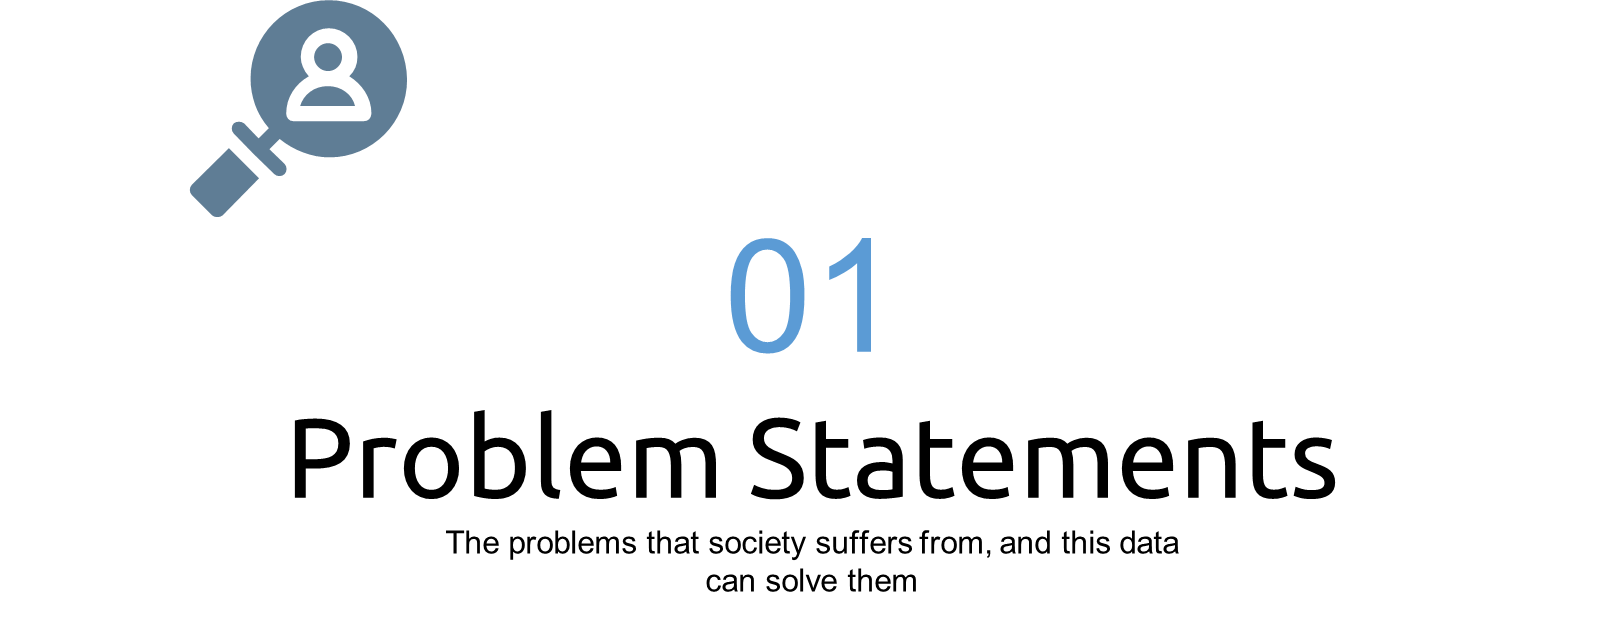 01
Problem Statements
The problems that society suffers from, and this data
can solve them